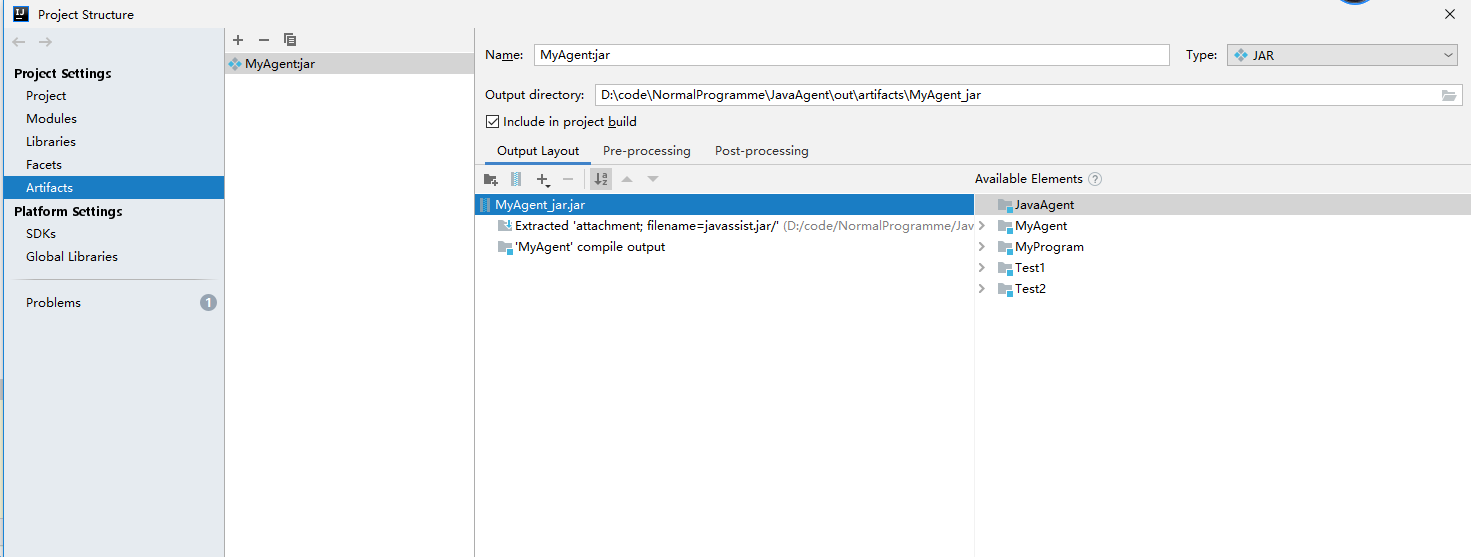 Project Structure
Project Settings
Project
Modules
Libraries
Facets
Artifacts
Platform Settings
SDKs
Global Libraries
Problems 1
MyAgent:jar
Name: MyAgent:jar Type: JAR
Output directory: D:\code\NormalProgramme\JavaAgent\out\artifacts\MyAgent_jar
Include in project build
Output Layout Pre-processing Post-processing
Available Elements ?
MyAgent_jar.jar
Extracted 'attachment; filename=javassist.jar/' (D:/code/NormalProgramme/Jav
'MyAgent' compile output
JavaAgent
MyAgent
MyProgram
Test1
Test2